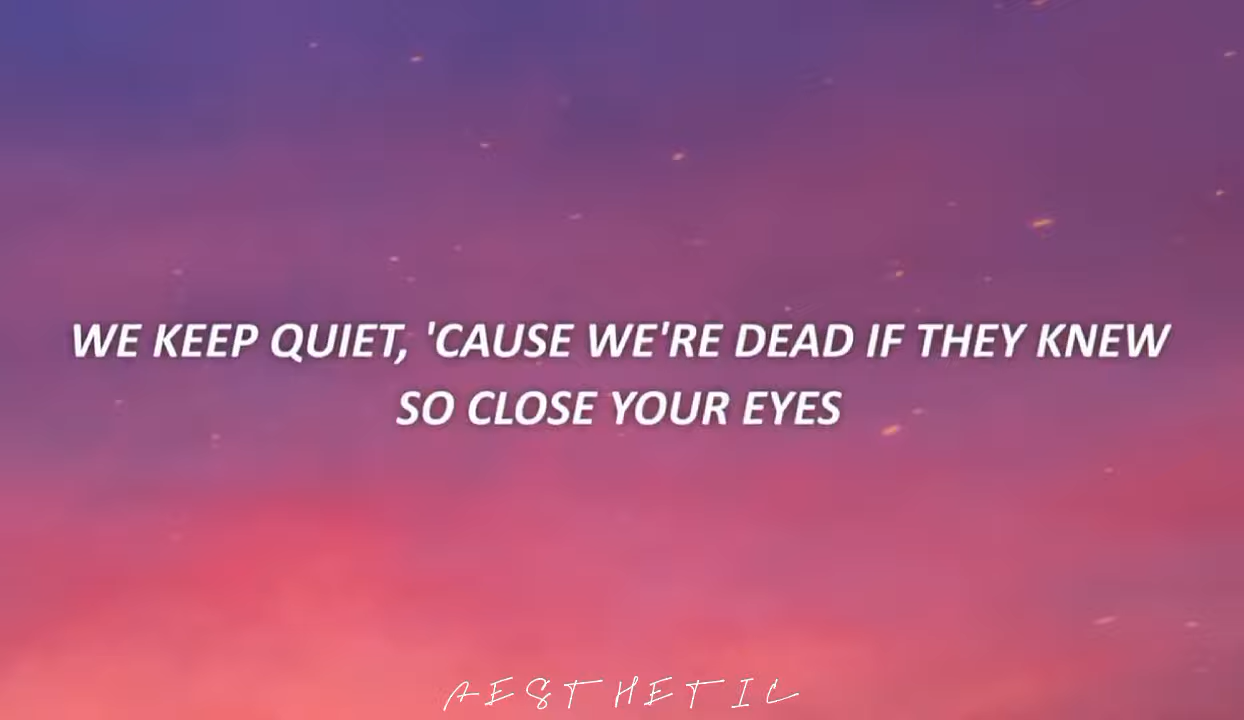 WE KEEP QUIET, 'CAUSE WE'RE DEAD IF THEY KNEW
SO CLOSE YOUR EYES
AESTHETIC